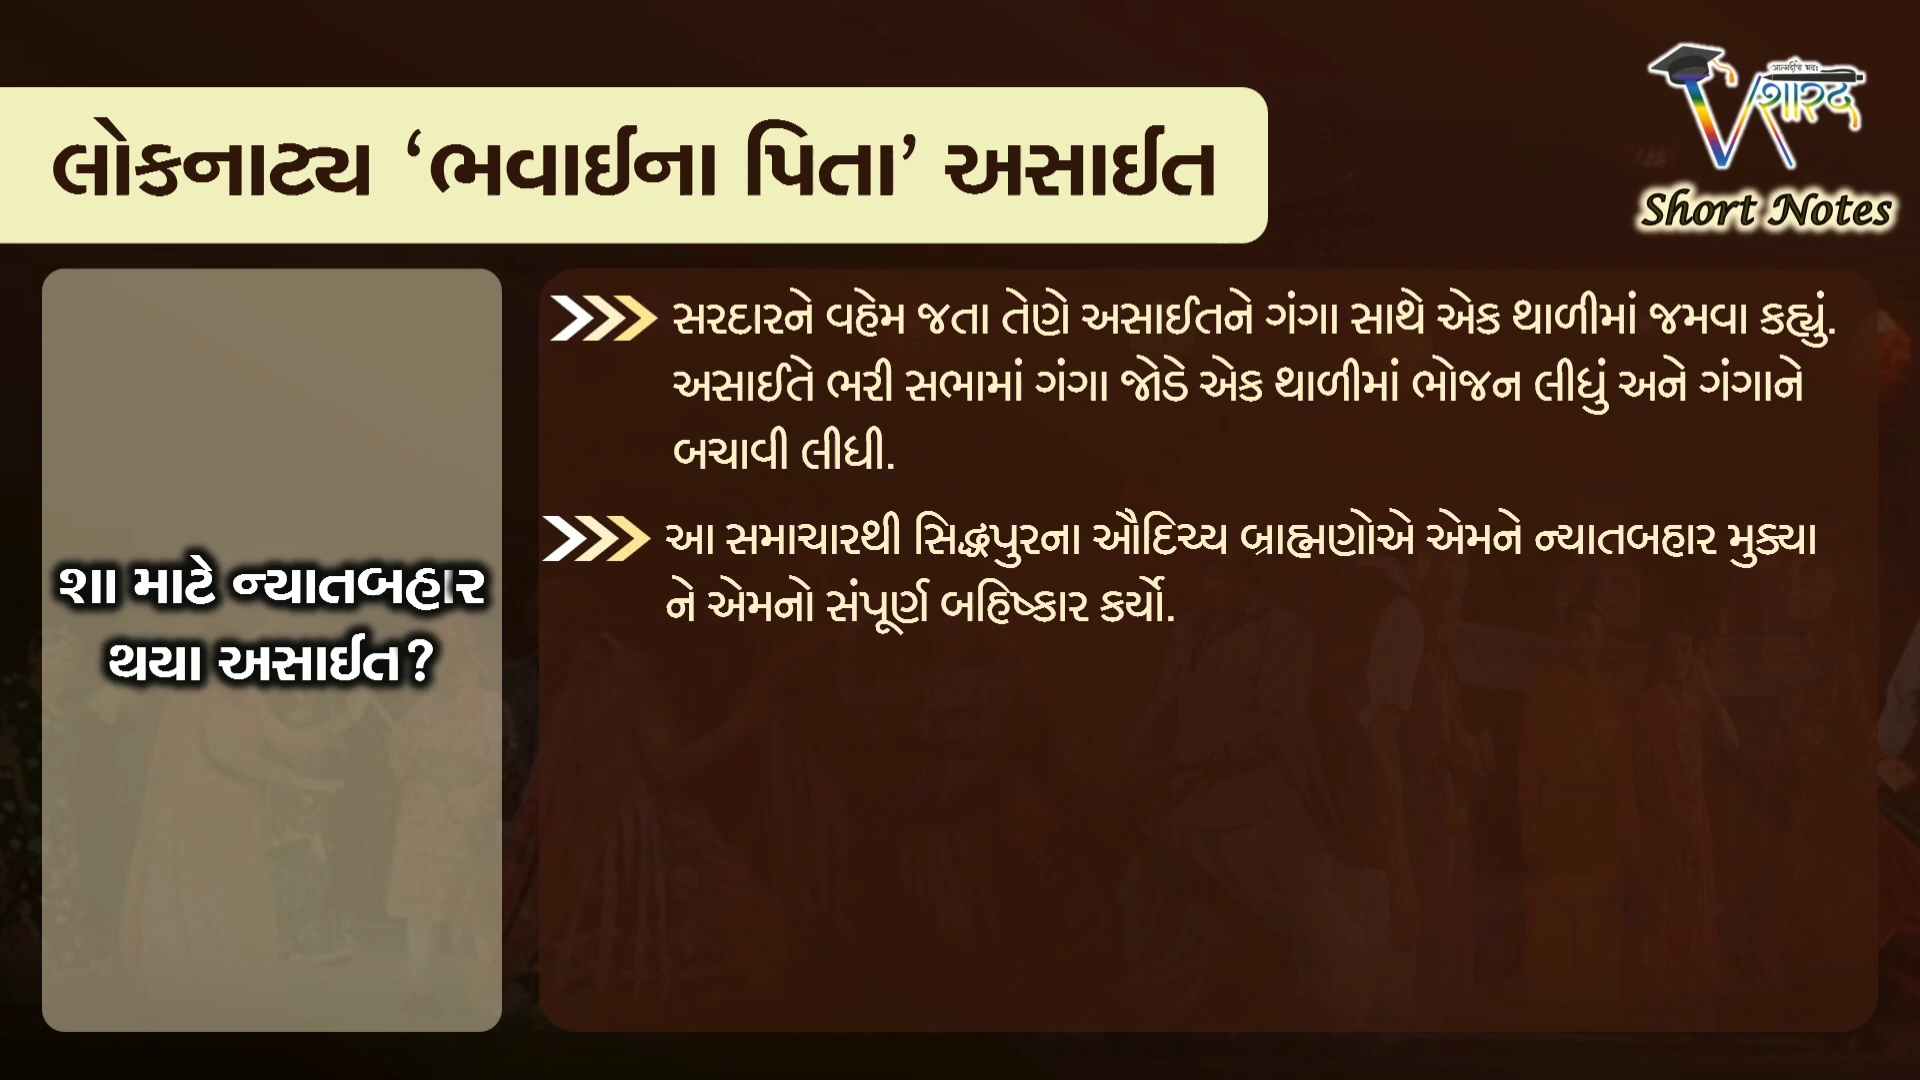 લોકનાટ્ય ‘ભવાઈના પિતા’ અસાઈત
શારદ
Short Notes
શા માટે ન્યાતબહાર
થયા અસાઈત?
સરદારને વહેમ જતા તેણે અસાઈતને ગંગા સાથે એક થાળીમાં જમવા કહ્યું.
અસાઈતે ભરી સભામાં ગંગા જોડે એક થાળીમાં ભોજન લીધું અને ગંગાને
બચાવી લીધી.
આ સમાચારથી સિદ્ધપુરના ઔદિચ્ય બ્રાહ્મણોએ એમને ન્યાતબહાર મુક્યા
ને એમનો સંપૂર્ણ બહિષ્કાર કર્યો.